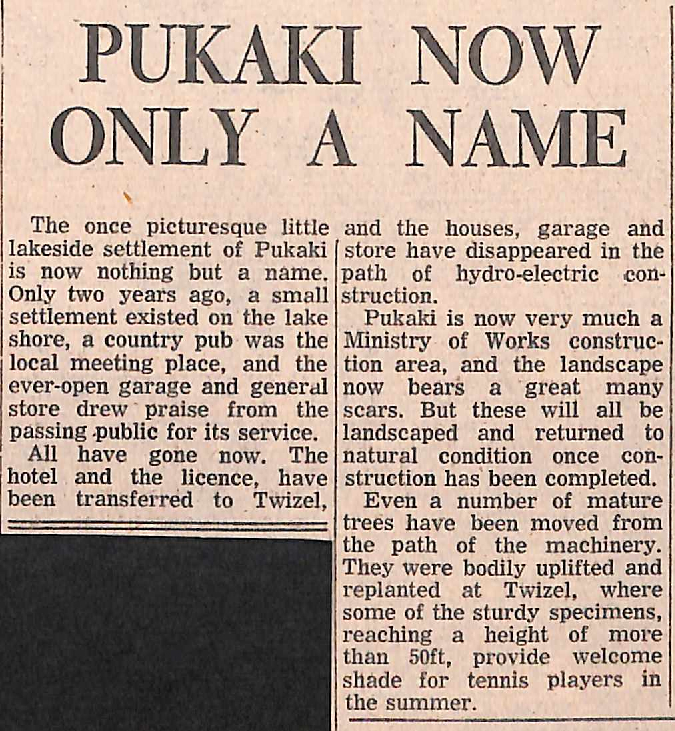 PUKAKI NOW
ONLY A NAME
The once picturesque little
lakeside settlement of Pukaki
is now nothing but a name.
Only two years ago, a small
settlement existed on the lake
shore, a country pub was the
local meeting place, and the
ever-open garage and general
store drew praise from the
passing public for its service.
All have gone now. The
hotel and the licence, have
been transferred to Twizel,
and the houses, garage and
store have disappeared in the
path of hydro-electric con-
struction.
Pukaki is now very much a
Ministry of Works construc-
tion area, and the landscape
now bears a great many
scars. But these will all be
landscaped and returned to
natural condition once con-
struction has been completed.
Even a number of mature
trees have been moved from
the path of the machinery.
They were bodily uplifted and
replanted at Twizel, where
some of the sturdy specimens,
reaching a height of more
than 50ft, provide welcome
shade for tennis players in
the summer.